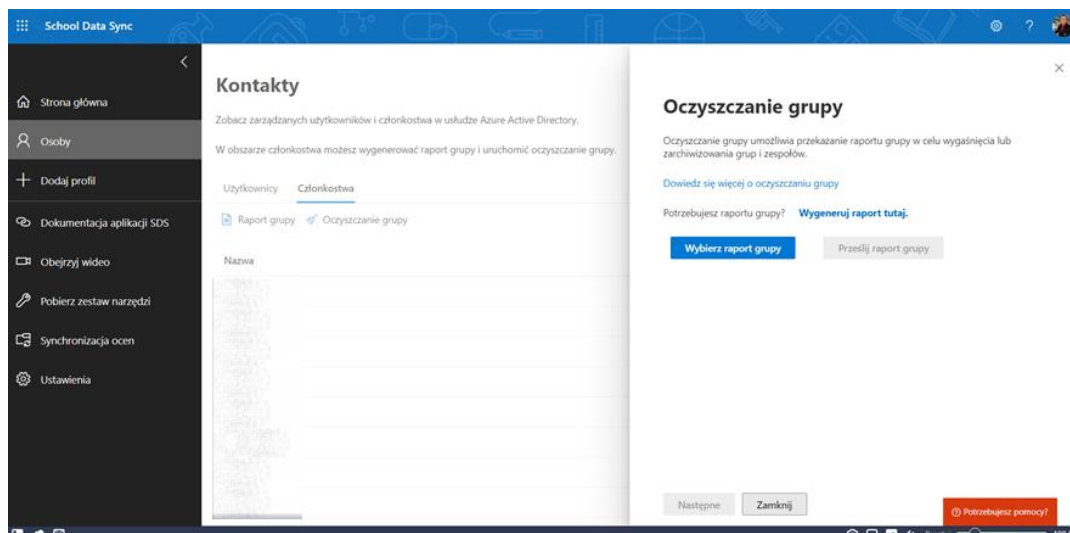 School Data Sync
?
Strona główna
Osoby
Dodaj profil
Dokumentacja aplikacji SDS
Obejrzyj wideo
Pobierz zestaw narzędzi
Synchronizacja ocen
Ustawienia
Kontakty
Zobacz zarządzanych użytkowników i członkostwa w usłudze Azure Active Directory.
W obszarze członkostwa możesz wygenerować raport grupy i uruchomić oczyszczanie grupy.
Użytkownicy Członkostwa
Raport grupy Oczyszczanie grupy
Nazwa
Oczyszczanie grupy
Oczyszczanie grupy umożliwia przekazanie raportu grupy w celu wygaśnięcia lub
zarchiwizowania grup i zespołów.
Dowiedz się więcej o oczyszczaniu grupy
Potrzebujesz raportu grupy? Wygeneruj raport tutaj.
Wybierz raport grupy Prześlij raport grupy
Następne Zamknij
Potrzebujesz pomocy?